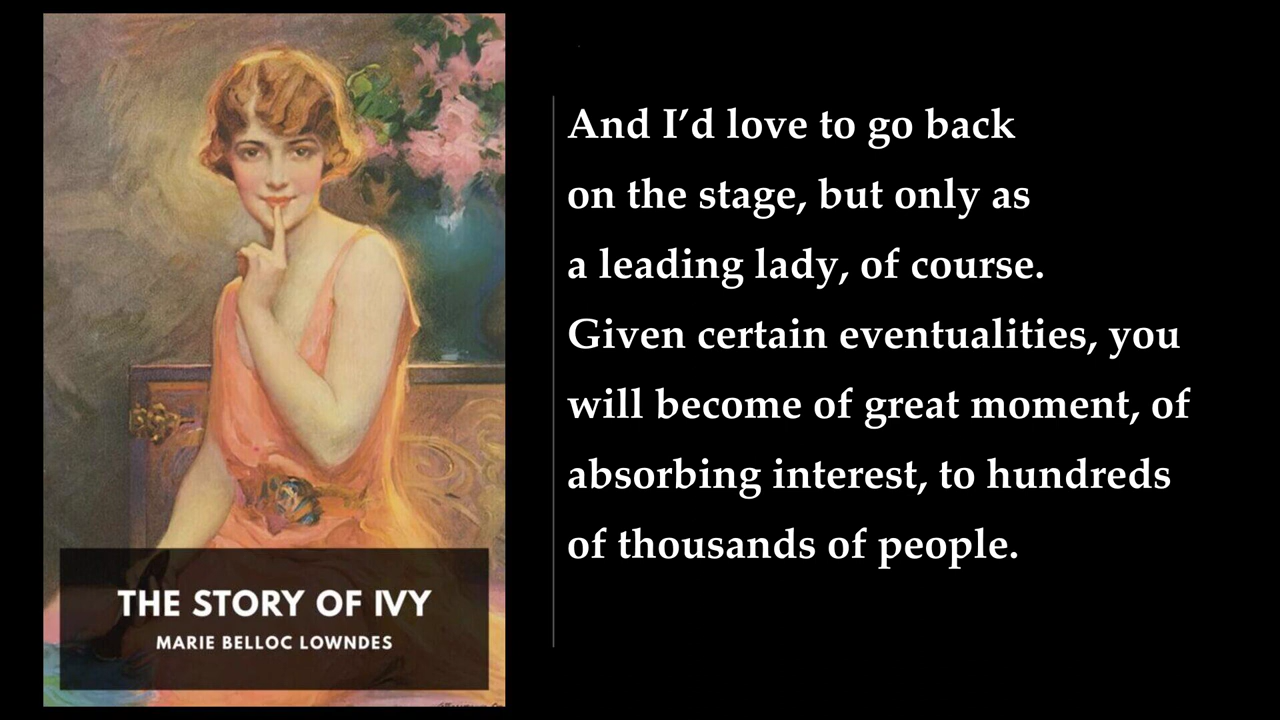 THE STORY OF IVY
MARIE BELLOC LOWNDES
And I’d love to go back
on the stage, but only as
a leading lady, of course.
Given certain eventualities, you
will become of great moment, of
absorbing interest, to hundreds
of thousands of people.